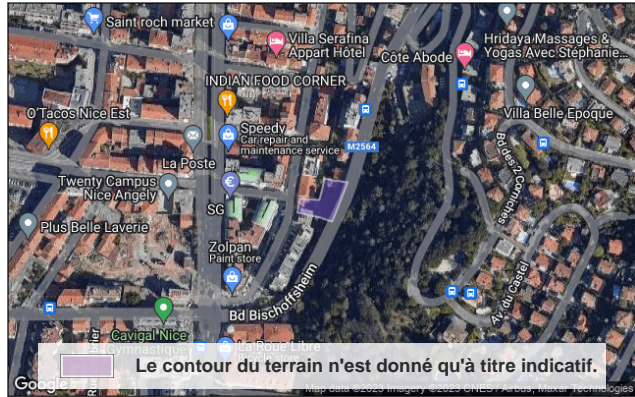 Saint roch market
Villa Serafina
Appart Hôtel
Côte Abode
Hridaya Massages &
Yogas Avec Stéphanie...
INDIAN FOOD CORNER
O'Tacos Nice Est
Speedy
Car repair and
maintenance service
Villa Belle Epoque
M2564
La Poste
Bd des 2 Corniches
Twenty Campus
Nice Angely
SG
Plus Belle Laverie
Zolpan
Paint store
Bd Bischoffsheim
Av. du Castel
Cavigal Nice
Gymnastique
La Roue Libre
Le contour du terrain n'est donné qu'à titre indicatif.
Google
Map data ©2023 Imagery ©2023 CNES / Airbus, Maxar Technologies